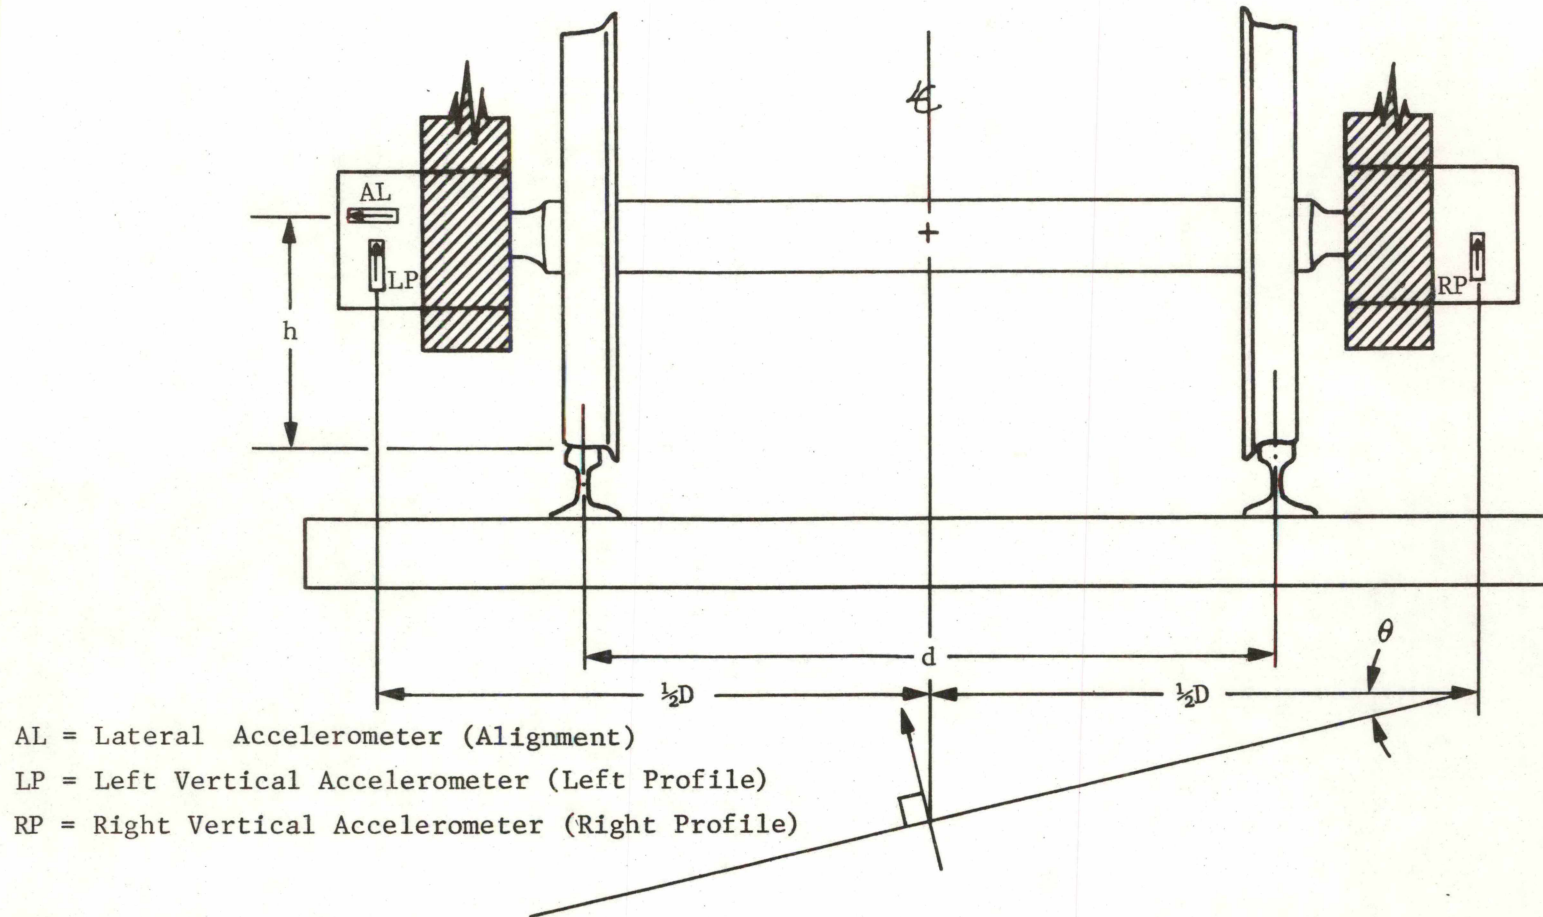 ℄
AL
LP
RP
h
θ
d
½D
½D
AL = Lateral Accelerometer (Alignment)
LP = Left Vertical Accelerometer (Left Profile)
RP = Right Vertical Accelerometer (Right Profile)